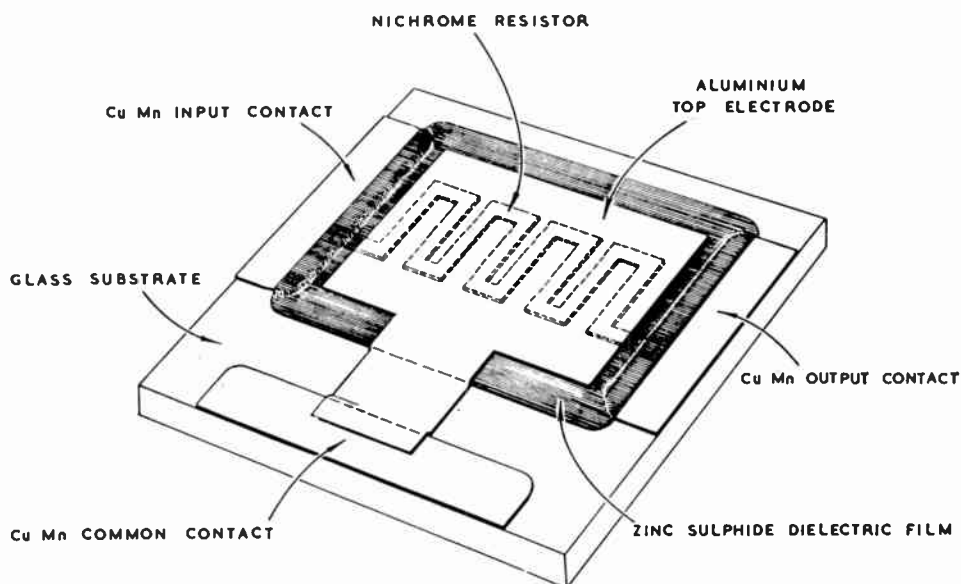 NICHROME RESISTOR
ALUMINIUM
TOP ELECTRODE
Cu Mn INPUT CONTACT
GLASS SUBSTRATE
Cu Mn OUTPUT CONTACT
Cu Mn COMMON CONTACT
ZINC SULPHIDE DIELECTRIC FILM